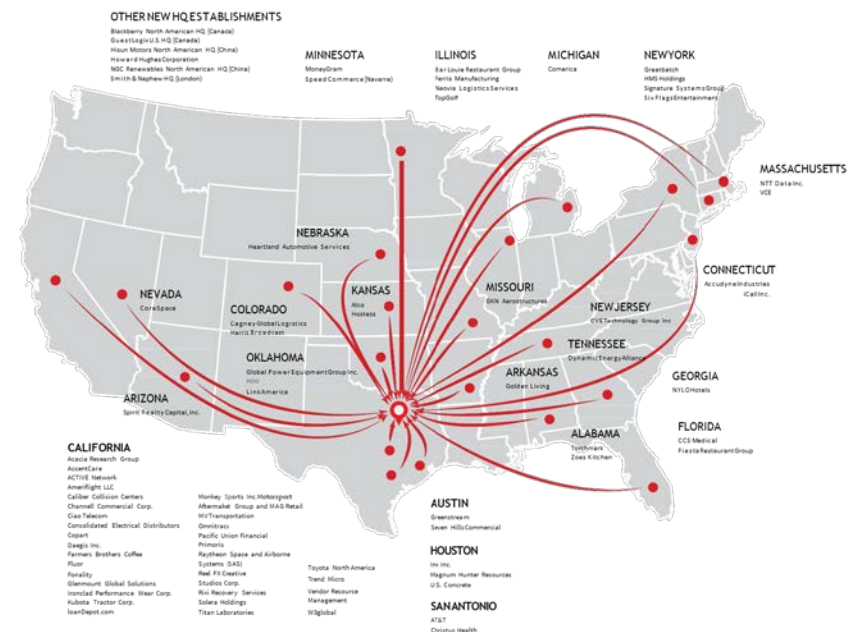 OTHER NEW HQ ESTABLISHMENTS
Blackberry North American HQ (Canada)
GuestLogix U.S. HQ (Canada)
Hisun Motors North American HQ (China)
Howard Hughes Corporation
NGC Renewables North American HQ (China)
Smith & Nephew HQ (London)
MINNESOTA
MoneyGram
Speed Commerce (Navarre)
ILLINOIS
Bar Louie Restaurant Group
Ferris Manufacturing
Neovia Logistics Services
TopGolf
MICHIGAN
Comerica
NEWYORK
Greatbatch
HMS Holdings
Signature Systems Group
Six Flags Entertainment
MASSACHUSETTS
NTT Data Inc.
VCE
NEBRASKA
Heartland Automotive Services
CONNECTICUT
Accudyne Industries
iCall Inc.
NEVADA
CoreSpace
COLORADO
Cagney Global Logistics
Harris Broadcast
KANSAS
Alco
Hostess
MISSOURI
GKN Aerostructures
NEW JERSEY
CVE Technology Group Inc
TENNESSEE
Dynamic Energy Alliance
OKLAHOMA
Global Power Equipment Group Inc.
Hilti
LinkAmerica
ARKANSAS
Golden Living
GEORGIA
NYLO Hotels
ARIZONA
Spirit Realty Capital, Inc.
ALABAMA
Torchmark
Zoes Kitchen
FLORIDA
CCS Medical
Fiesta Restaurant Group
CALIFORNIA
Acacia Research Group
AccentCare
ACTIVE Network
Ameriflight LLC
Caliber Collision Centers
Channell Commercial Corp.
Ciao Telecom
Consolidated Electrical Distributors
Copart
Daegis Inc.
Farmers Brothers Coffee
Fluor
Fonality
Glenmount Global Solutions
Ironclad Performance Wear Corp.
Kubota Tractor Corp.
loanDepot.com
Monkey Sports Inc. Motorsport
Aftermarket Group and MAG Retail
MV Transportation
Omnitracs
Pacific Union Financial
Primoris
Raytheon Space and Airborne
Systems (SAS)
Reel FX Creative
Studios Corp.
Rixi Recovery Services
Solera Holdings
Titan Laboratories
Toyota North America
Trend Micro
Vendor Resource
Management
W3global
AUSTIN
Greenstream
Seven Hills Commercial
HOUSTON
Inx Inc.
Magnum Hunter Resources
U.S. Concrete
SAN ANTONIO
AT&T
Christus Health